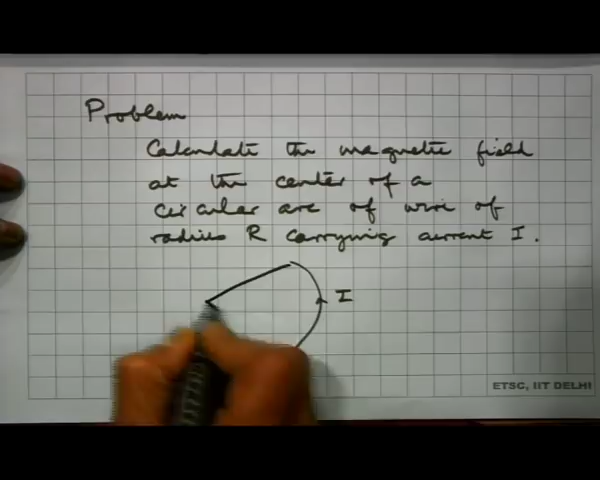 Problem
Calculate the magnetic field
at the center of a
circular arc of wire of
radius R carrying current I.
I
ETSC, IIT DELHI